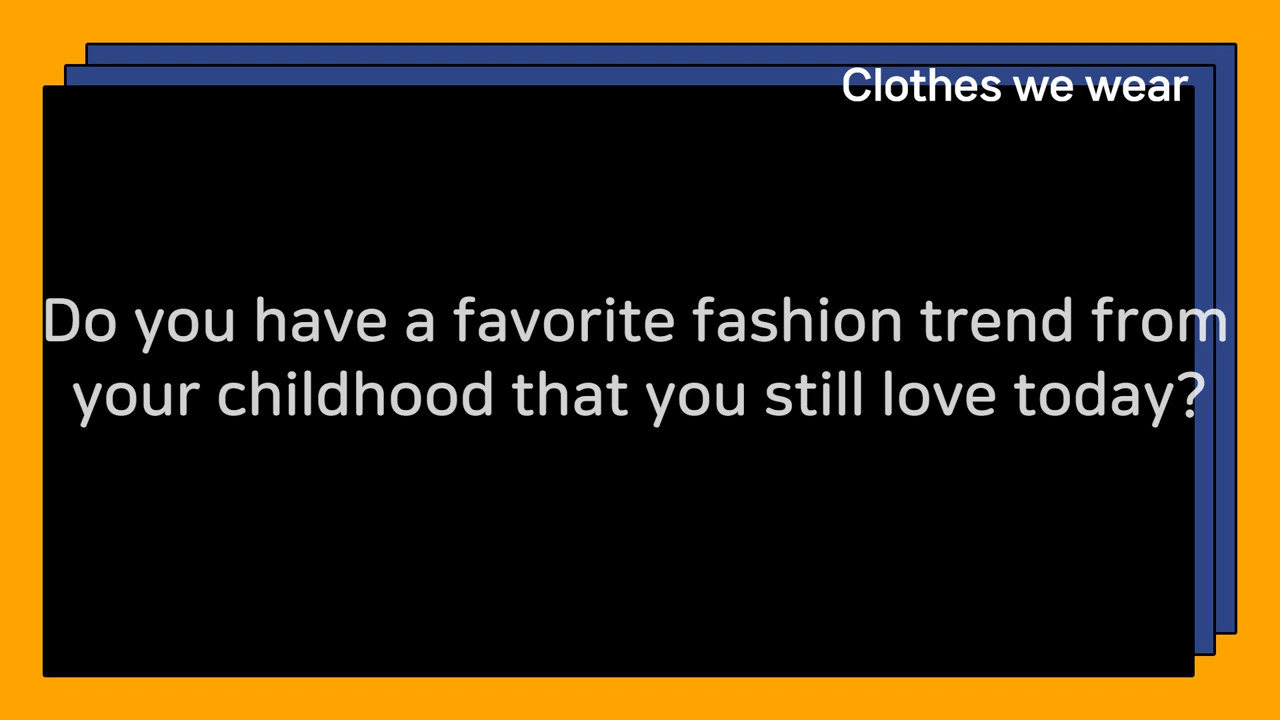 Clothes we wear
Do you have a favorite fashion trend from
your childhood that you still love today?